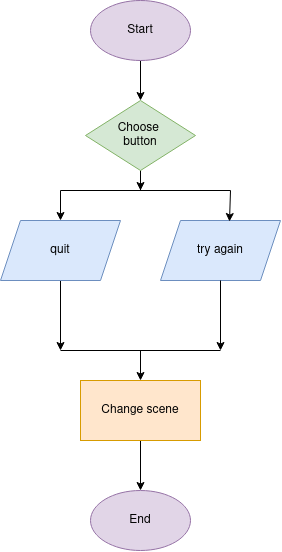 Start
Choose
button
quit
try again
Change scene
End